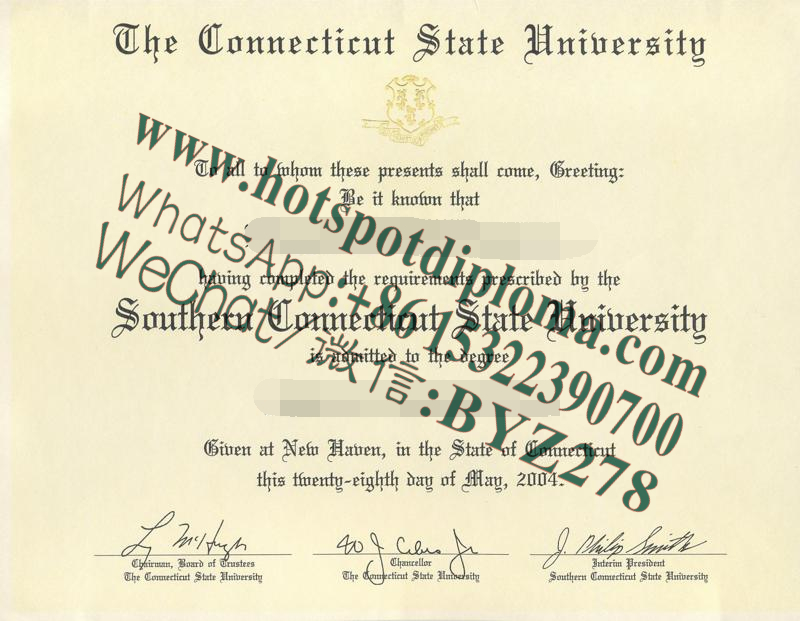 The Connecticut State University
To all to whom these presents shall come, Greeting:
Be it known that
having completed the requirements prescribed by the
Southern Connecticut State University
is admitted to the degree
Given at New Haven, in the State of Connecticut
this twenty-eighth day of May, 2004.
www.hotspotdiploma.com
WhatsApp:+86 15322390700
WeChat/微信:BYZ278
J. Philip Smith
Chairman, Board of Trustees
The Connecticut State University
Chancellor
The Connecticut State University
Interim President
Southern Connecticut State University